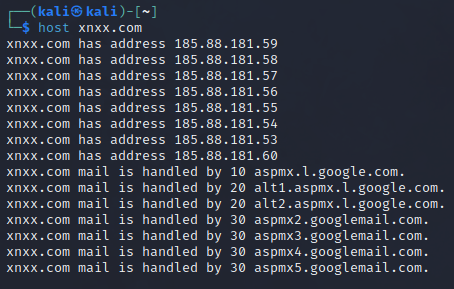 ┌──(kali㉿kali)-[~]
└─$ host xnxx.com
xnxx.com has address 185.88.181.59
xnxx.com has address 185.88.181.58
xnxx.com has address 185.88.181.57
xnxx.com has address 185.88.181.56
xnxx.com has address 185.88.181.55
xnxx.com has address 185.88.181.54
xnxx.com has address 185.88.181.53
xnxx.com has address 185.88.181.60
xnxx.com mail is handled by 10 aspmx.l.google.com.
xnxx.com mail is handled by 20 alt1.aspmx.l.google.com.
xnxx.com mail is handled by 20 alt2.aspmx.l.google.com.
xnxx.com mail is handled by 30 aspmx2.googlemail.com.
xnxx.com mail is handled by 30 aspmx3.googlemail.com.
xnxx.com mail is handled by 30 aspmx4.googlemail.com.
xnxx.com mail is handled by 30 aspmx5.googlemail.com.